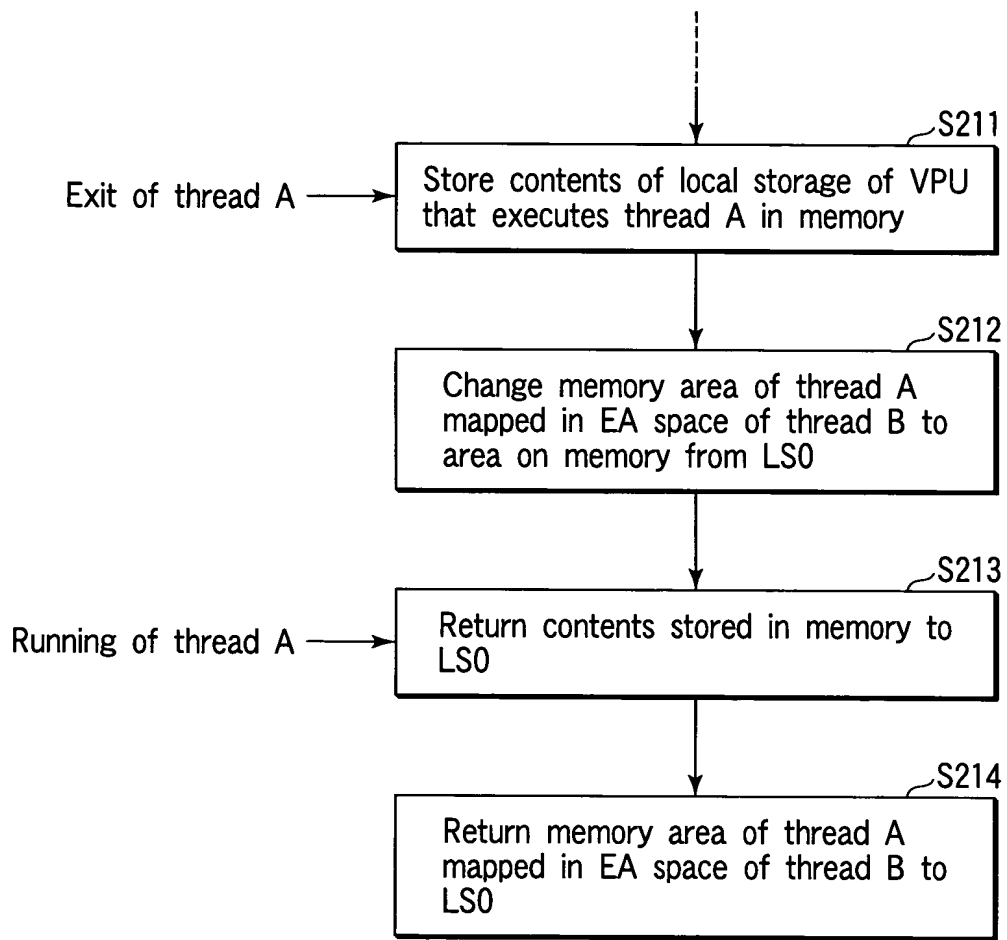 S211
Exit of thread A
Store contents of local storage of VPU
that executes thread A in memory
S212
Change memory area of thread A
mapped in EA space of thread B to
area on memory from LS0
S213
Running of thread A
Return contents stored in memory to
LS0
S214
Return memory area of thread A
mapped in EA space of thread B to
LS0